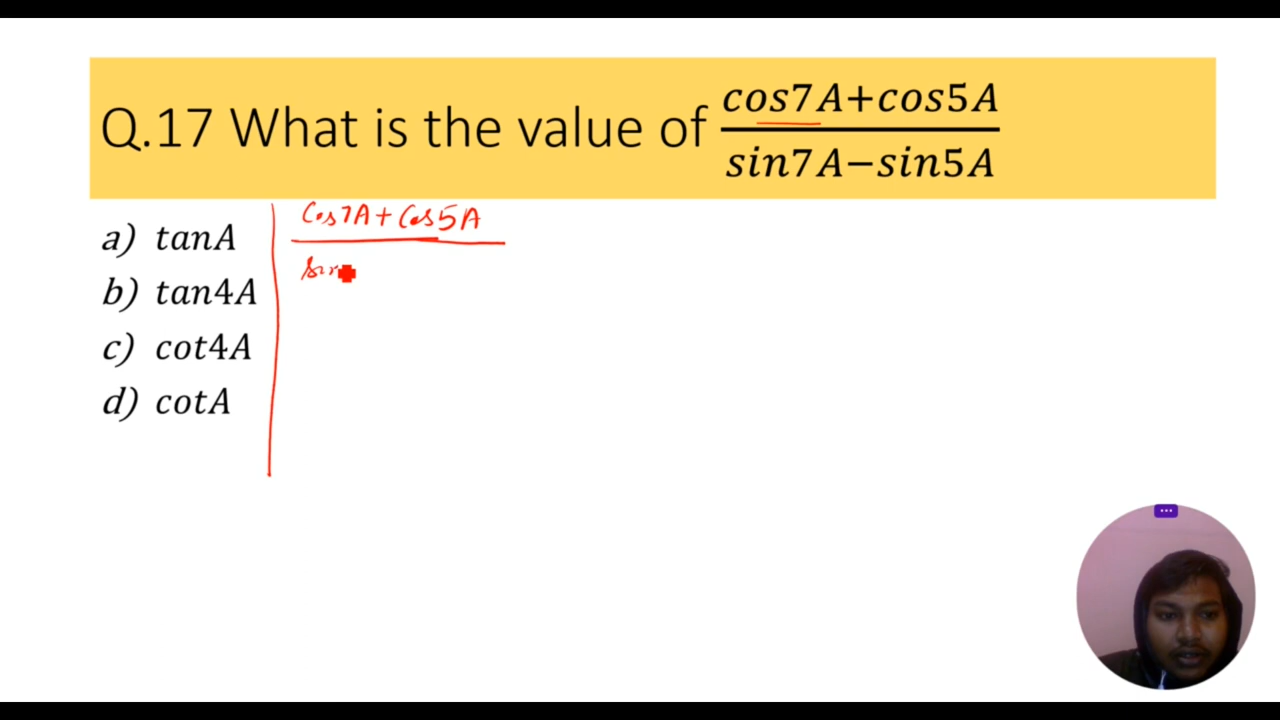 Q.17 What is the value of cos7A+cos5A / sin7A−sin5A
a) tanA
b) tan4A
c) cot4A
d) cotA
Cos7A+Cos5A